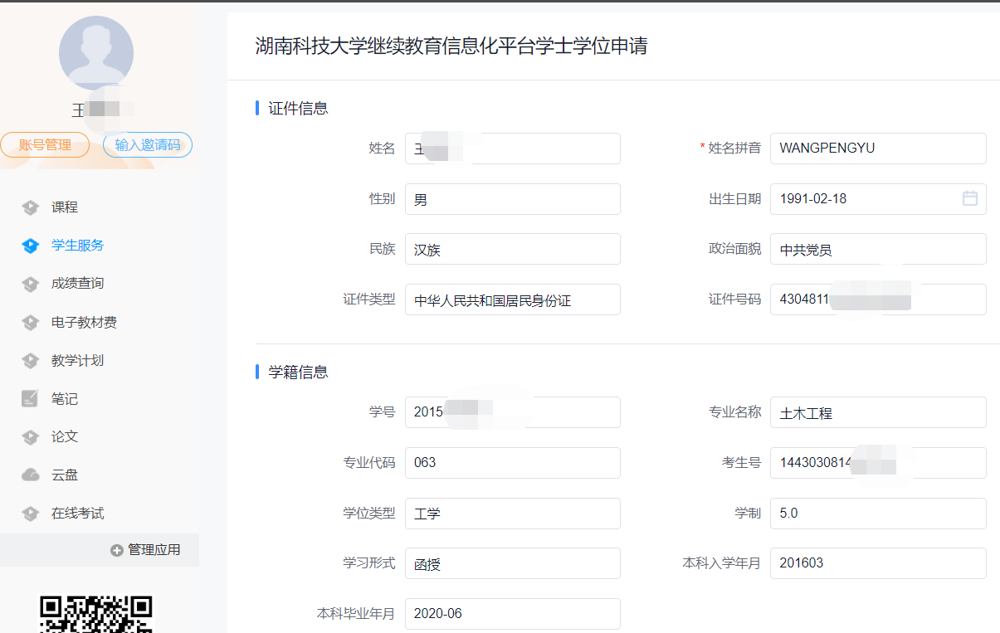 湖南科技大学继续教育信息化平台学士学位申请
王
账号管理 输入邀请码
课程
学生服务
成绩查询
电子教材费
教学计划
笔记
论文
云盘
在线考试
管理应用
证件信息
姓名 王 * 姓名拼音 WANGPENGYU
性别 男 出生日期 1991-02-18
民族 汉族 政治面貌 中共党员
证件类型 中华人民共和国居民身份证 证件号码 4304811
学籍信息
学号 2015 专业名称 土木工程
专业代码 063 考生号 1443030814
学位类型 工学 学制 5.0
学习形式 函授 本科入学年月 201603
本科毕业年月 2020-06